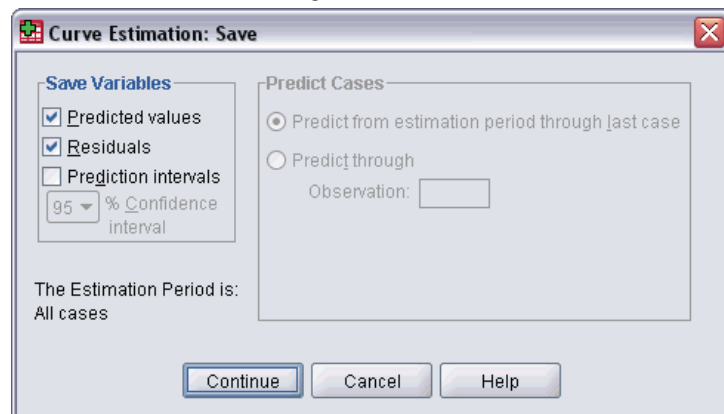 Curve Estimation: Save
Save Variables
Predicted values
Residuals
Prediction intervals
95 % Confidence
interval
The Estimation Period is:
All cases
Predict Cases
Predict from estimation period through last case
Predict through
Observation:
Continue Cancel Help